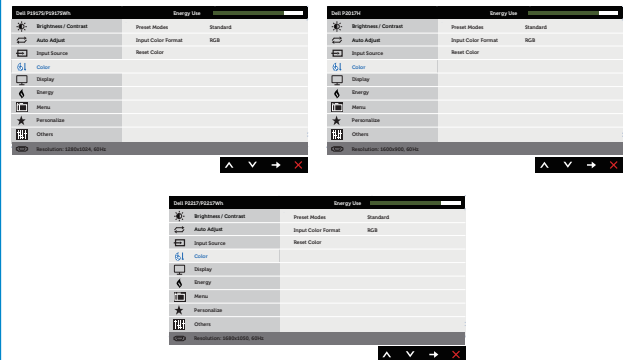 Dell P1917S/P1917SWh Energy Use
Brightness / Contrast Preset Modes Standard
Auto Adjust Input Color Format RGB
Input Source Reset Color
Color
Display
Energy
Menu
Personalize
Others
Resolution: 1280x1024, 60Hz
Dell P2017H Energy Use
Brightness / Contrast Preset Modes Standard
Auto Adjust Input Color Format RGB
Input Source Reset Color
Color
Display
Energy
Menu
Personalize
Others
Resolution: 1600x900, 60Hz
Dell P2217/P2217Wh Energy Use
Brightness / Contrast Preset Modes Standard
Auto Adjust Input Color Format RGB
Input Source Reset Color
Color
Display
Energy
Menu
Personalize
Others
Resolution: 1680x1050, 60Hz